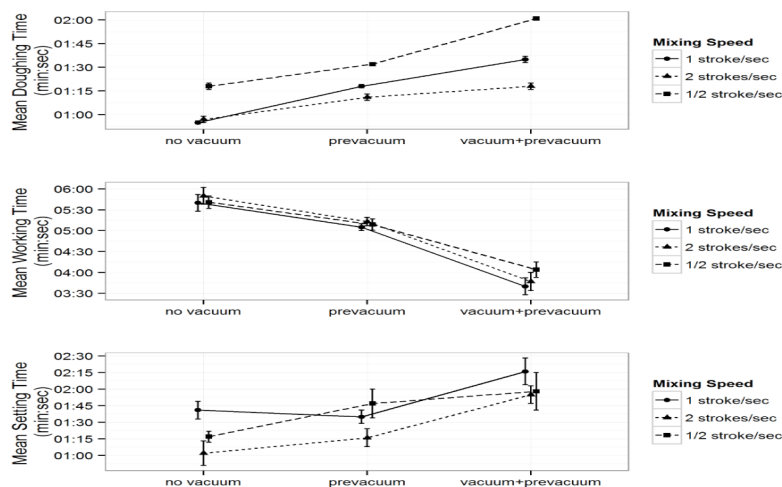 Mean Doughing Time
(min:sec)
02:00
01:45
01:30
01:15
01:00
no vacuum
prevacuum
vacuum+prevacuum
Mixing Speed
1 stroke/sec
2 strokes/sec
1/2 stroke/sec
Mean Working Time
(min:sec)
06:00
05:30
05:00
04:30
04:00
03:30
no vacuum
prevacuum
vacuum+prevacuum
Mixing Speed
1 stroke/sec
2 strokes/sec
1/2 stroke/sec
Mean Setting Time
(min:sec)
02:30
02:15
02:00
01:45
01:30
01:15
01:00
no vacuum
prevacuum
vacuum+prevacuum
Mixing Speed
1 stroke/sec
2 strokes/sec
1/2 stroke/sec